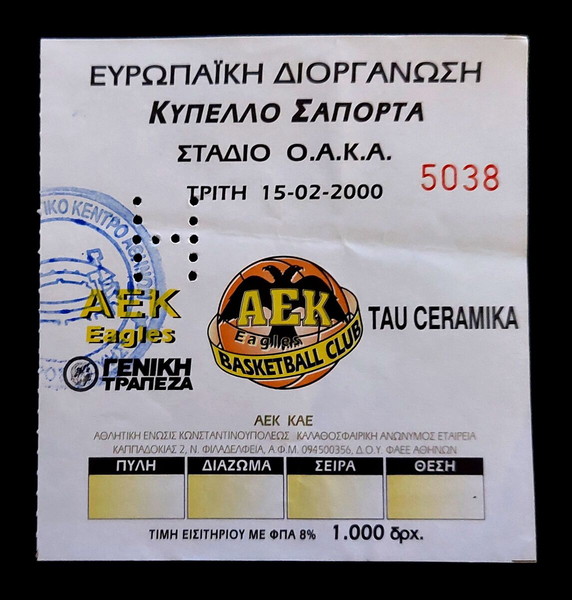 ΕΥΡΩΠΑΪΚΗ ΔΙΟΡΓΑΝΩΣΗ
ΚΥΠΕΛΛΟ ΣΑΠΟΡΤΑ
ΣΤΑΔΙΟ Ο.Α.Κ.Α.
5038
ΤΡΙΤΗ 15-02-2000
ΤΙΚΟ ΚΕΝΤΡΟ
ΑΕΚ
Eagles
ΓΕΝΙΚΗ
ΤΡΑΠΕΖΑ
ΑΕΚ
Eagles
BASKETBALL CLUB
TAU CERAMIKA
ΑΕΚ ΚΑΕ
ΑΘΛΗΤΙΚΗ ΕΝΩΣΙΣ ΚΩΝΣΤΑΝΤΙΝΟΥΠΟΛΕΩΣ ΚΑΛΑΘΟΣΦΑΙΡΙΚΗ ΑΝΩΝΥΜΟΣ ΕΤΑΙΡΕΙΑ
ΚΑΠΠΑΔΟΚΙΑΣ 2, Ν. ΦΙΛΑΔΕΛΦΕΙΑ, Α.Φ.Μ. 094500356, Δ.Ο.Υ. ΦΑΕΕ ΑΘΗΝΩΝ
ΠΥΛΗ ΔΙΑΖΩΜΑ ΣΕΙΡΑ ΘΕΣΗ
ΤΙΜΗ ΕΙΣΙΤΗΡΙΟΥ ΜΕ ΦΠΑ 8% 1.000 δρχ.